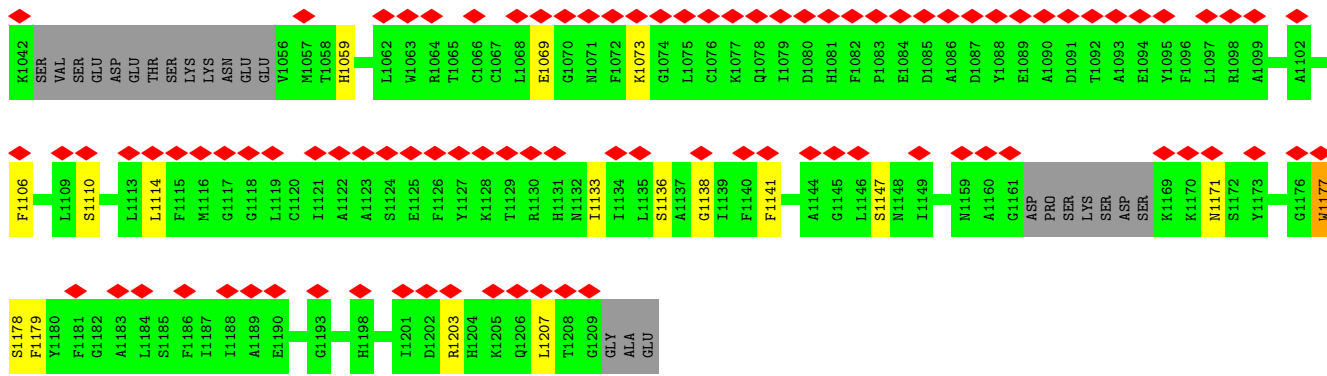 K1042 SER VAL SER GLU ASP GLU THR SER LYS LYS ASN GLU GLU V1056 M1057 T1058 H1059 L1062 W1063 R1064 T1065 C1066 C1067 L1068 E1069 G1070 N1071 F1072 K1073 G1074 L1075 C1076 K1077 Q1078 I1079 D1080 H1081 F1082 P1083 E1084 D1085 A1086 D1087 Y1088 E1089 A1090 D1091 T1092 A1093 E1094 Y1095 F1096 L1097 R1098 A1099 A1102
F1106 L1109 S1110 L1113 L1114 F1115 M1116 G1117 G1118 L1119 C1120 I1121 A1122 A1123 S1124 E1125 F1126 Y1127 K1128 T1129 R1130 H1131 N1132 I1133 I1134 L1135 S1136 A1137 G1138 I1139 F1140 F1141 A1144 G1145 L1146 S1147 N1148 I1149 N1159 A1160 G1161 ASP PRO SER LYS SER ASP SER K1169 K1170 N1171 S1172 Y1173 G1176 W1177
S1178 F1179 Y1180 F1181 G1182 A1183 L1184 S1185 F1186 I1187 I1188 A1189 E1190 G1193 H1198 I1201 D1202 R1203 H1204 K1205 Q1206 L1207 T1208 G1209 GLY ALA GLU